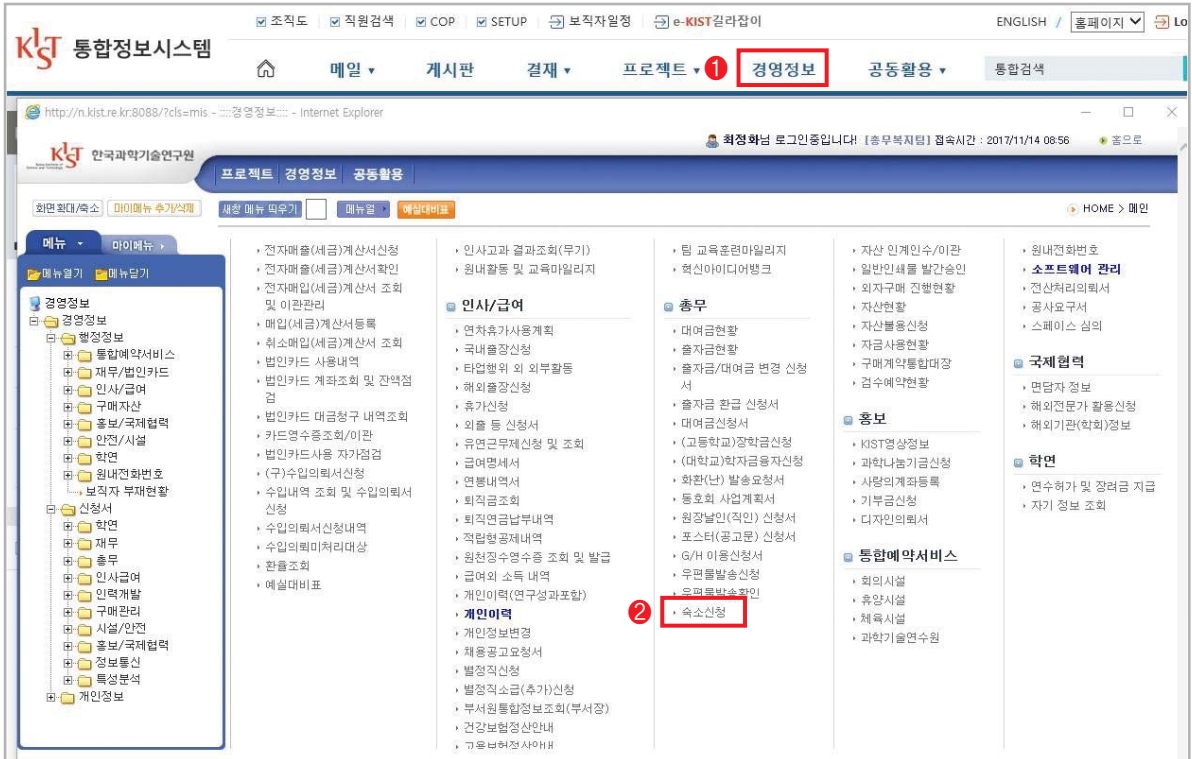 조직도 직원검색 COP SETUP 보직자일정 e-KIST길라잡이 ENGLISH / 홈페이지 Lo
KIST 통합정보시스템
메일 게시판 결재 프로젝트 1 경영정보 공동활용 통합검색
http://n.kist.re.kr:8088/?cls=mis - ::::경영정보:::: - Internet Explorer
최정화님 로그인중입니다! [총무복지팀] 접속시간 : 2017/11/14 08:56 홈으로
KIST 한국과학기술연구원
프로젝트 경영정보 공동활용
화면확대/축소 마이메뉴 추가/삭제 새창 메뉴 띄우기 메뉴얼 예실대비표 HOME > 메인
메뉴 마이메뉴
메뉴열기 메뉴닫기
경영정보
경영정보
행정정보
통합예약서비스
재무/법인카드
인사/급여
구매자산
홍보/국제협력
안전/시설
학연
원내전화번호
보직자 부재현황
신청서
학연
재무
총무
인사급여
인력개발
구매관리
시설/안전
홍보/국제협력
정보통신
특성분석
개인정보
전자매출(세금)계산서신청
전자매출(세금)계산서확인
전자매입(세금)계산서 조회
및 이관관리
매입(세금)계산서등록
취소매입(세금)계산서 조회
법인카드 사용내역
법인카드 계좌조회 및 잔액점
검
법인카드 대금청구 내역조회
카드영수증조회/이관
법인카드사용 자가점검
(구)수입의뢰서신청
수입내역 조회 및 수입의뢰서
신청
수입의뢰서신청내역
수입의뢰미처리대상
환율조회
예실대비표
인사고과 결과조회(무기)
원내활동 및 교육마일리지
인사/급여
연차휴가사용계획
국내출장신청
타업행위 외 외부활동
해외출장신청
휴가신청
외출 등 신청서
유연근무제신청 및 조회
급여명세서
연봉내역서
퇴직금조회
퇴직연금납부내역
적립형공제내역
원천징수영수증 조회 및 발급
급여외 소득 내역
개인이력(연구성과포함)
개인이력
개인정보변경
채용공고요청서
별정직신청
별정직소급(추가)신청
부서원통합정보조회(부서장)
건강보험정산안내
고용보험정산안내
팀 교육훈련마일리지
혁신아이디어뱅크
총무
대여금현황
출자금현황
출자금/대여금 변경 신청
서
출자금 환급 신청서
대여금신청서
(고등학교)장학금신청
(대학교)학자금융자신청
화환(난) 발송요청서
동호회 사업계획서
원장날인(직인) 신청서
포스터(공고문) 신청서
G/H 이용신청서
우편물발송신청
우편물발송확인
2 숙소신청
자산 인계인수/이관
일반인쇄물 발간승인
외자구매 진행현황
자산현황
자산불용신청
자금사용현황
구매계약통합대장
검수예약현황
홍보
KIST영상정보
과학나눔기금신청
사랑의계좌등록
기부금신청
디자인의뢰서
통합예약서비스
회의시설
휴양시설
체육시설
과학기술연수원
원내전화번호
소프트웨어 관리
전산처리의뢰서
공사요구서
스페이스 심의
국제협력
면담자 정보
해외전문가 활용신청
해외기관(학회)정보
학연
연수허가 및 장려금 지급
자기 정보 조회